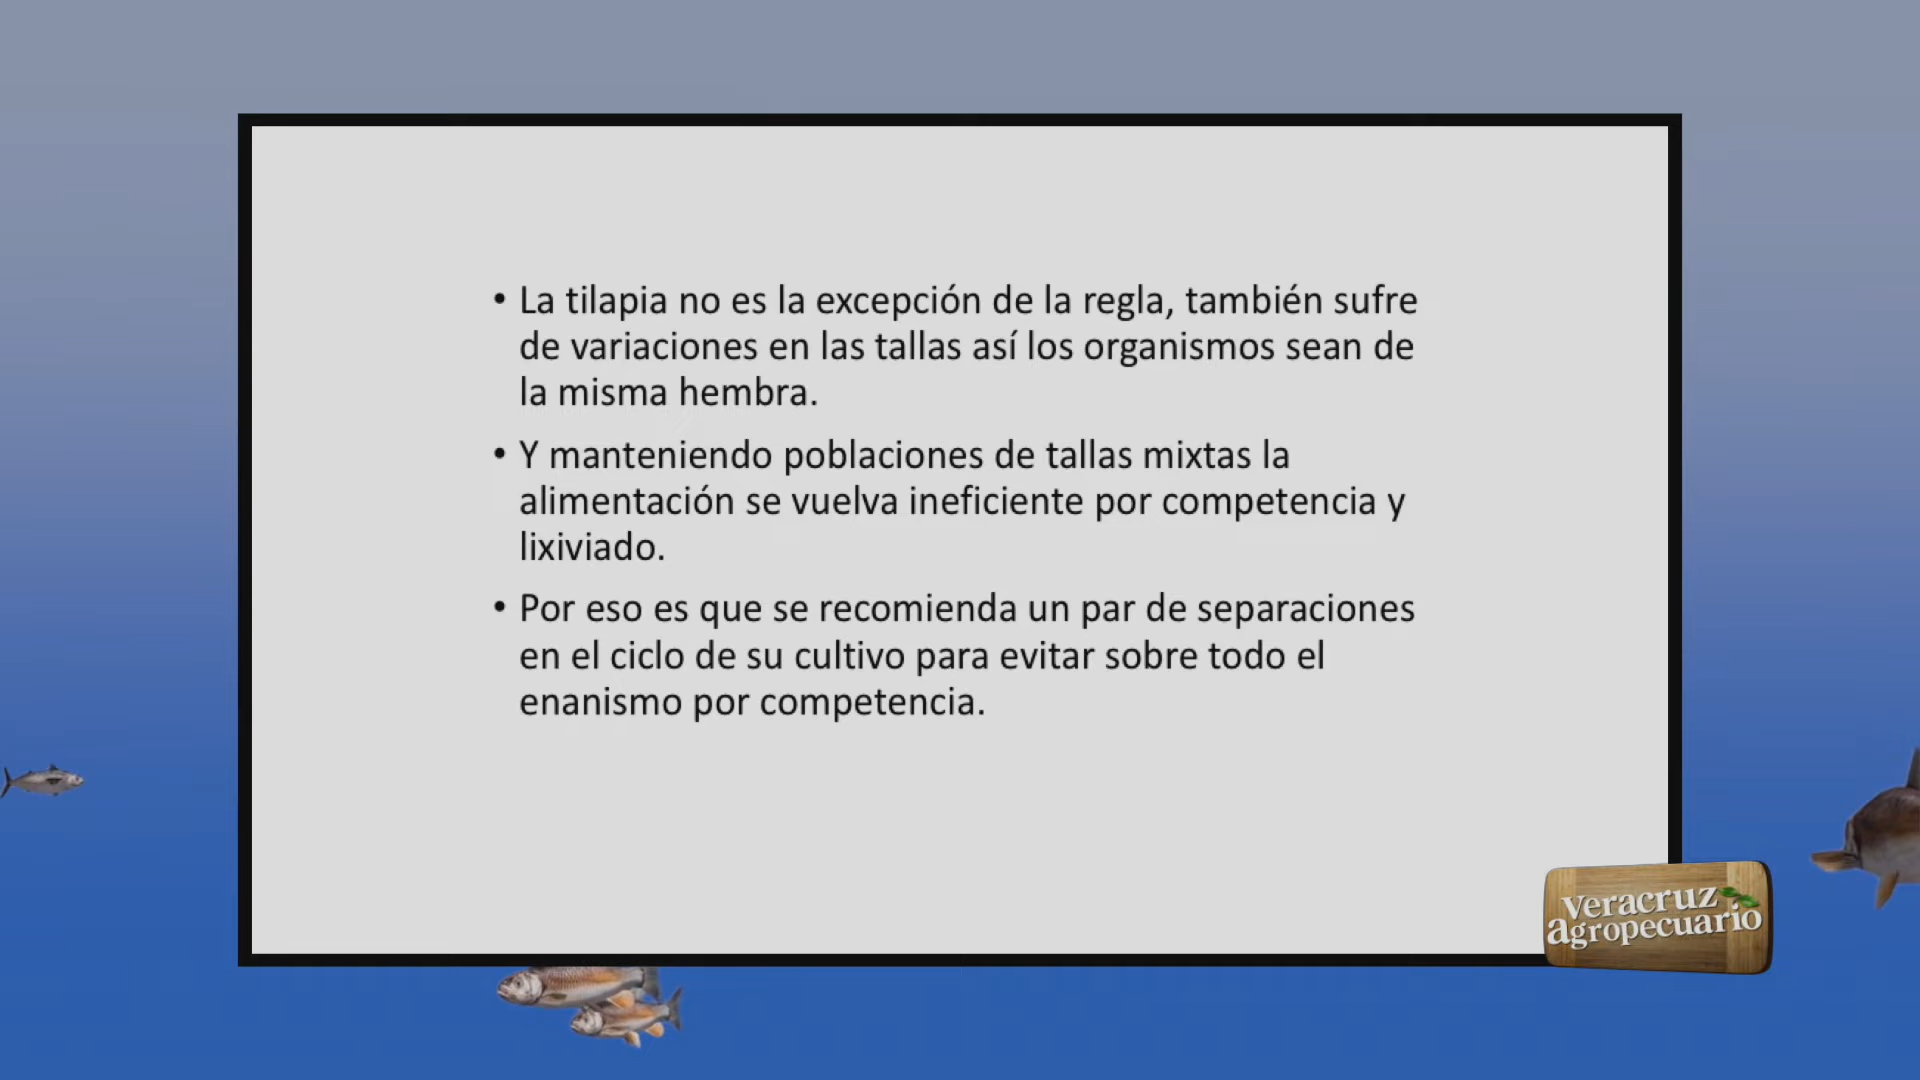 • La tilapia no es la excepción de la regla, también sufre
de variaciones en las tallas así los organismos sean de
la misma hembra.
• Y manteniendo poblaciones de tallas mixtas la
alimentación se vuelva ineficiente por competencia y
lixiviado.
• Por eso es que se recomienda un par de separaciones
en el ciclo de su cultivo para evitar sobre todo el
enanismo por competencia.
Veracruz
agropecuario